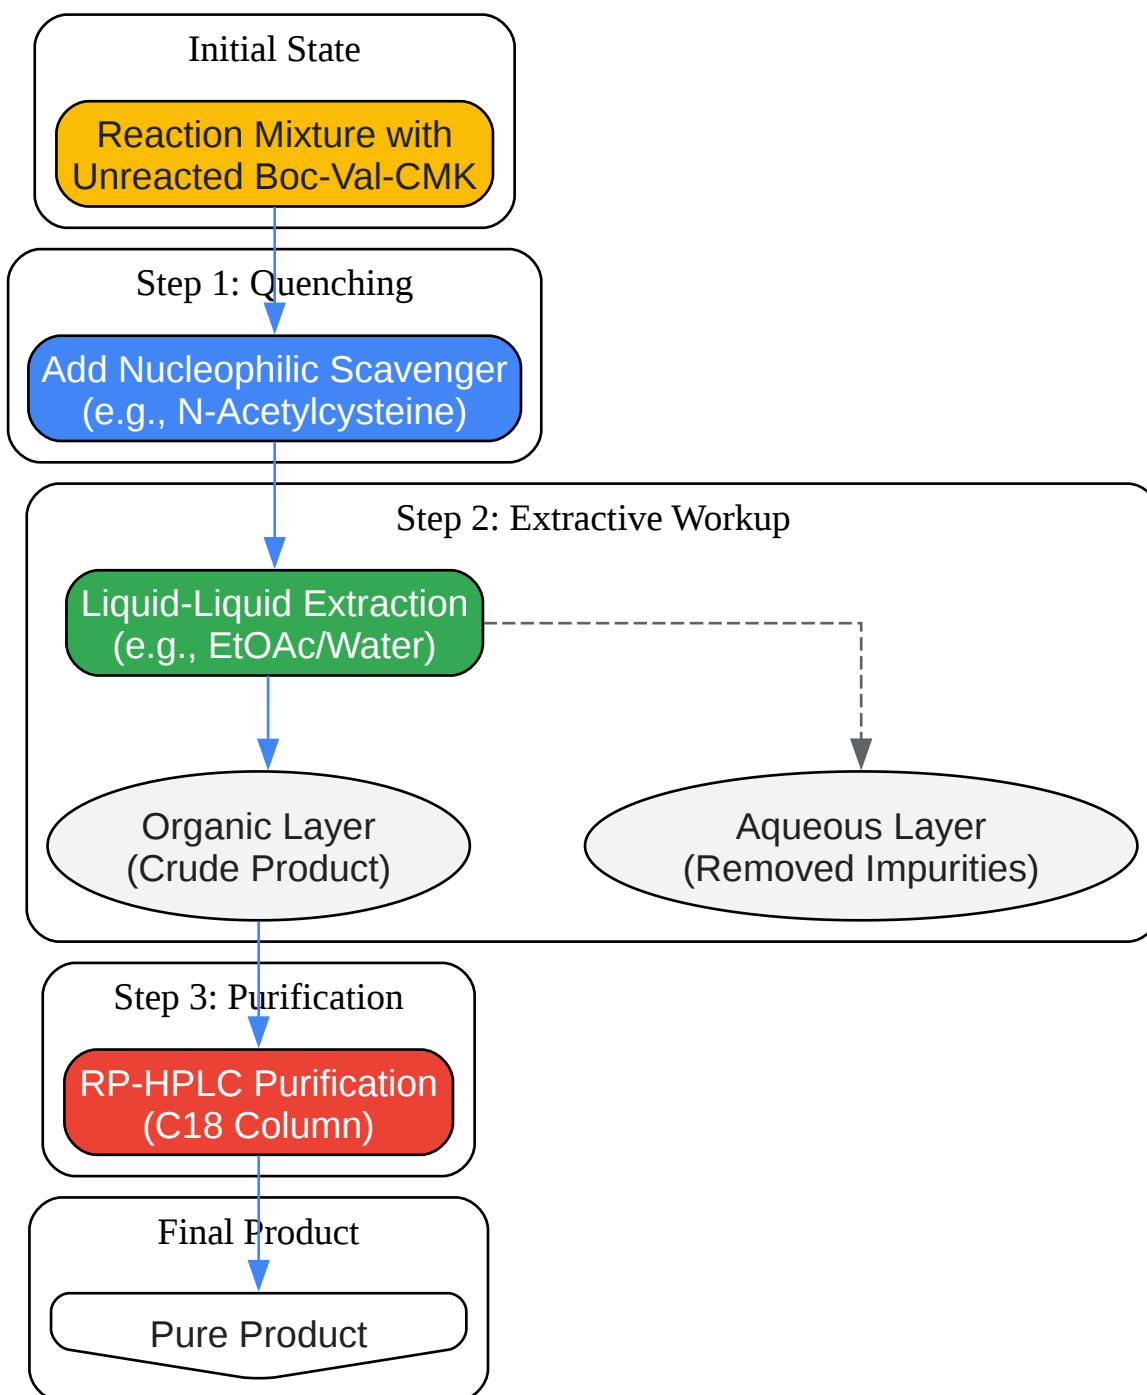 Initial State
Reaction Mixture with
Unreacted Boc-Val-CMK
Step 1: Quenching
Add Nucleophilic Scavenger
(e.g., N-Acetylcysteine)
Step 2: Extractive Workup
Liquid-Liquid Extraction
(e.g., EtOAc/Water)
Organic Layer
(Crude Product)
Aqueous Layer
(Removed Impurities)
Step 3: Purification
RP-HPLC Purification
(C18 Column)
Final Product
Pure Product